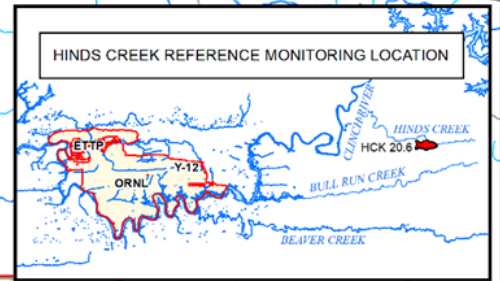 HINDS CREEK REFERENCE MONITORING LOCATION
CLINCH RIVER
HINDS CREEK
HCK 20.6
ETTP
Y-12
ORNL
BULL RUN CREEK
BEAVER CREEK